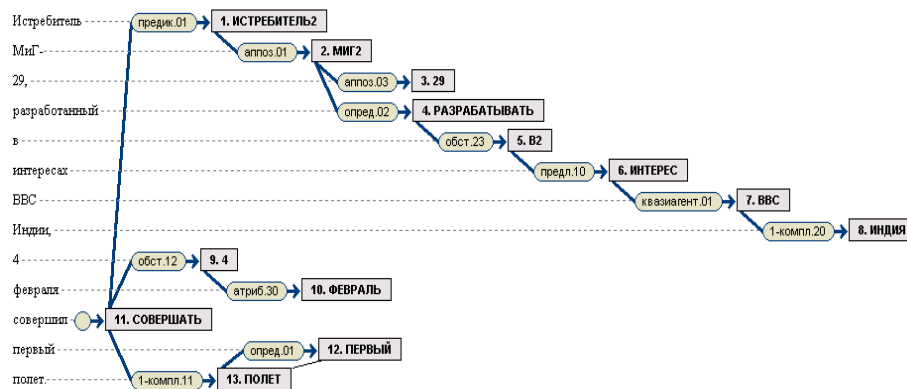 Истребитель предик.01 1. ИСТРЕБИТЕЛЬ2
МиГ- аппоз.01 2. МИГ2
29, аппоз.03 3. 29
разработанный опред.02 4. РАЗРАБАТЫВАТЬ
в обст.23 5. В2
интересах предл.10 6. ИНТЕРЕС
ВВС квазиагент.01 7. ВВС
Индии, 1-компл.20 8. ИНДИЯ
4 обст.12 9. 4
февраля атриб.30 10. ФЕВРАЛЬ
совершил 11. СОВЕРШАТЬ
первый опред.01 12. ПЕРВЫЙ
полет. 1-компл.11 13. ПОЛЕТ